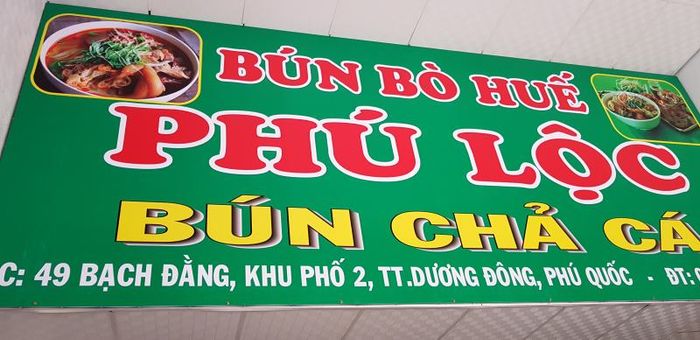 BÚN BÒ HUẾ
PHÚ LỘC
BÚN CHẢ CÁ
C: 49 BẠCH ĐẰNG, KHU PHỐ 2, TT.DƯƠNG ĐÔNG, PHÚ QUỐC - ĐT: